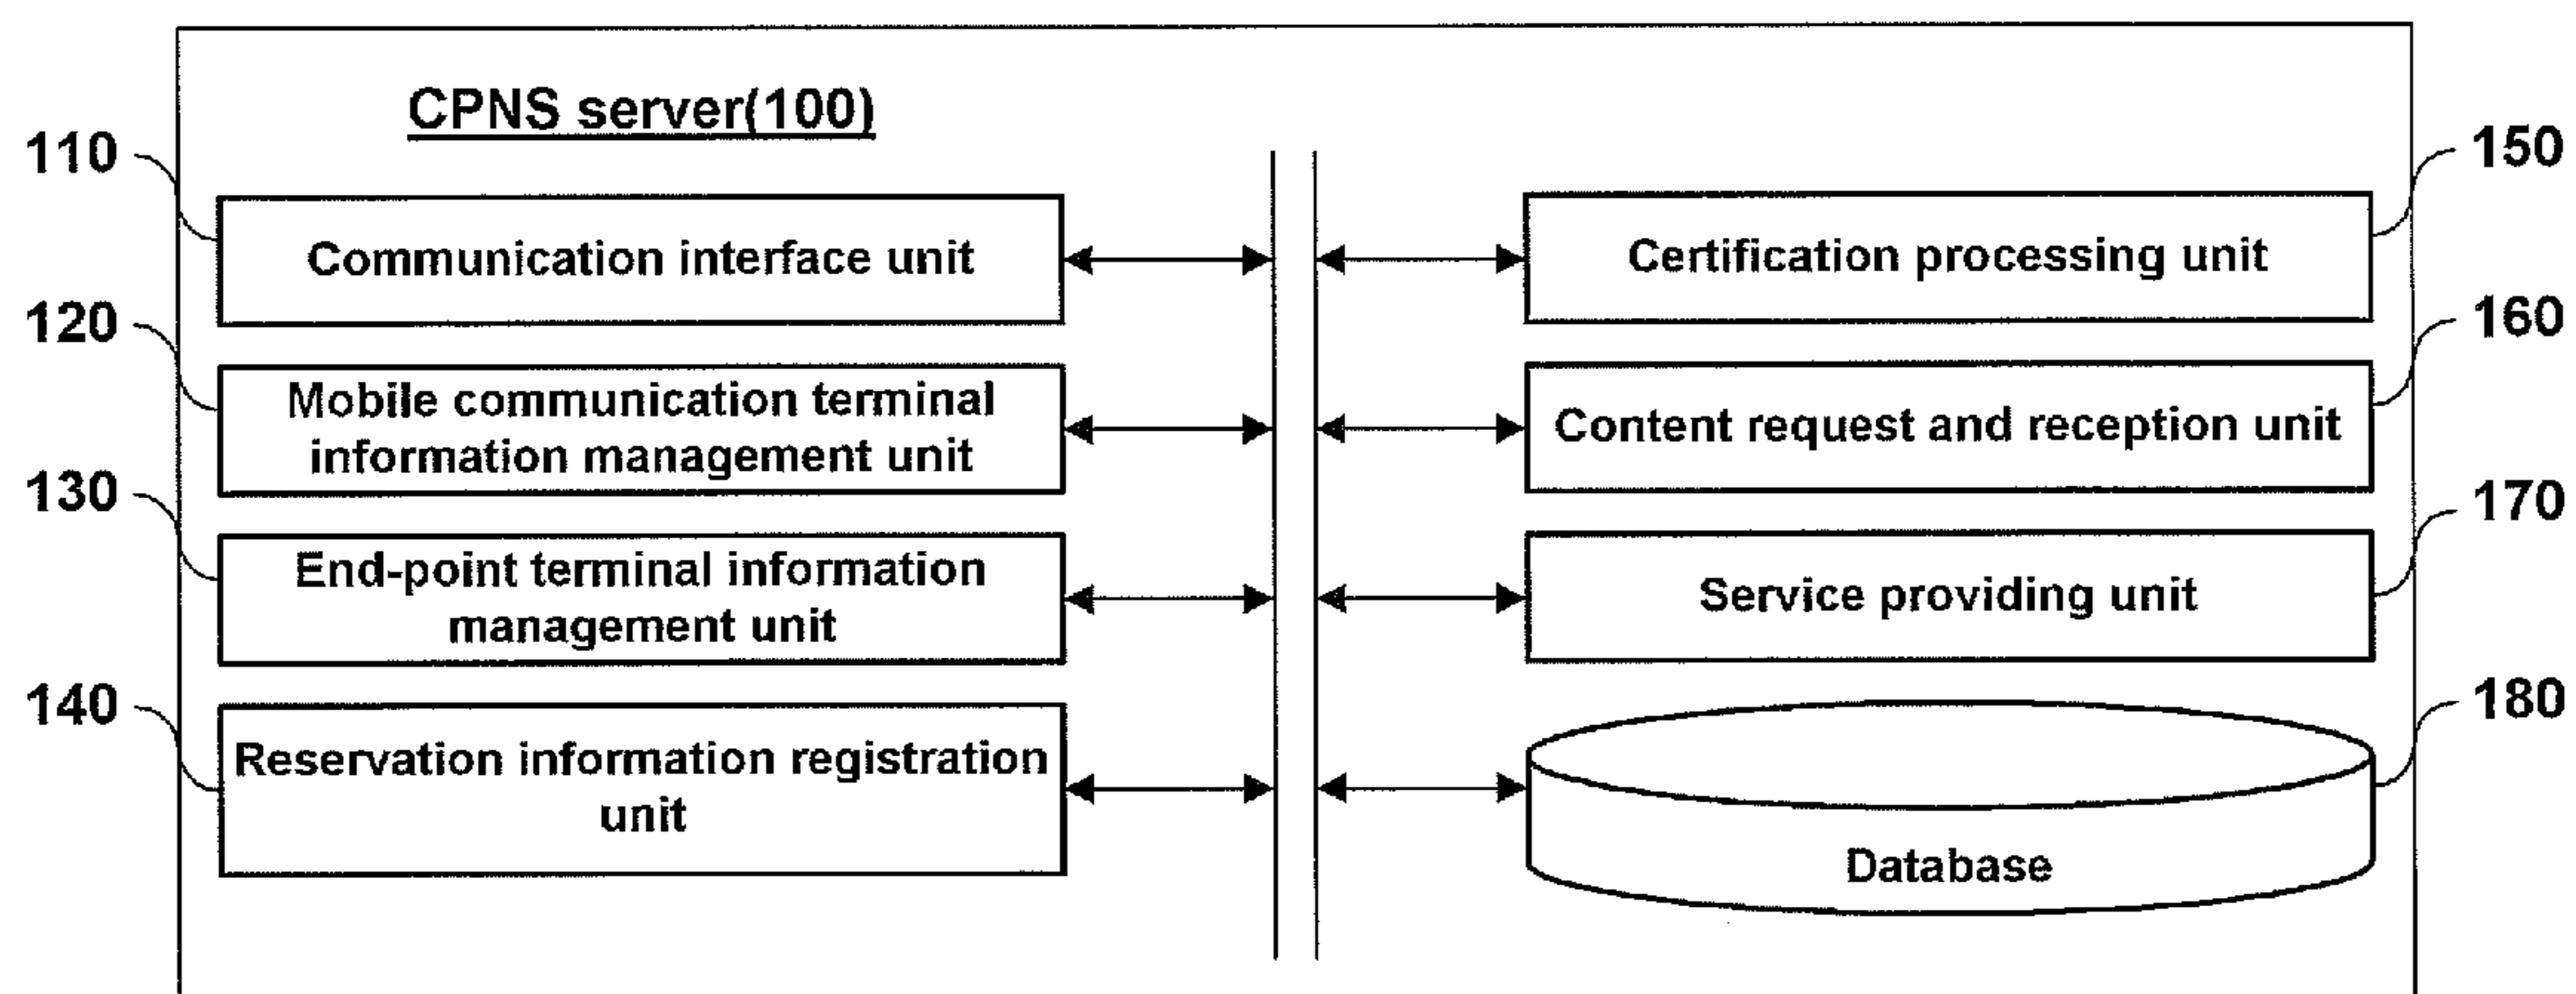 CPNS server(100)
110
Communication interface unit
120
Mobile communication terminal
information management unit
130
End-point terminal information
management unit
140
Reservation information registration
unit
150
Certification processing unit
160
Content request and reception unit
170
Service providing unit
180
Database